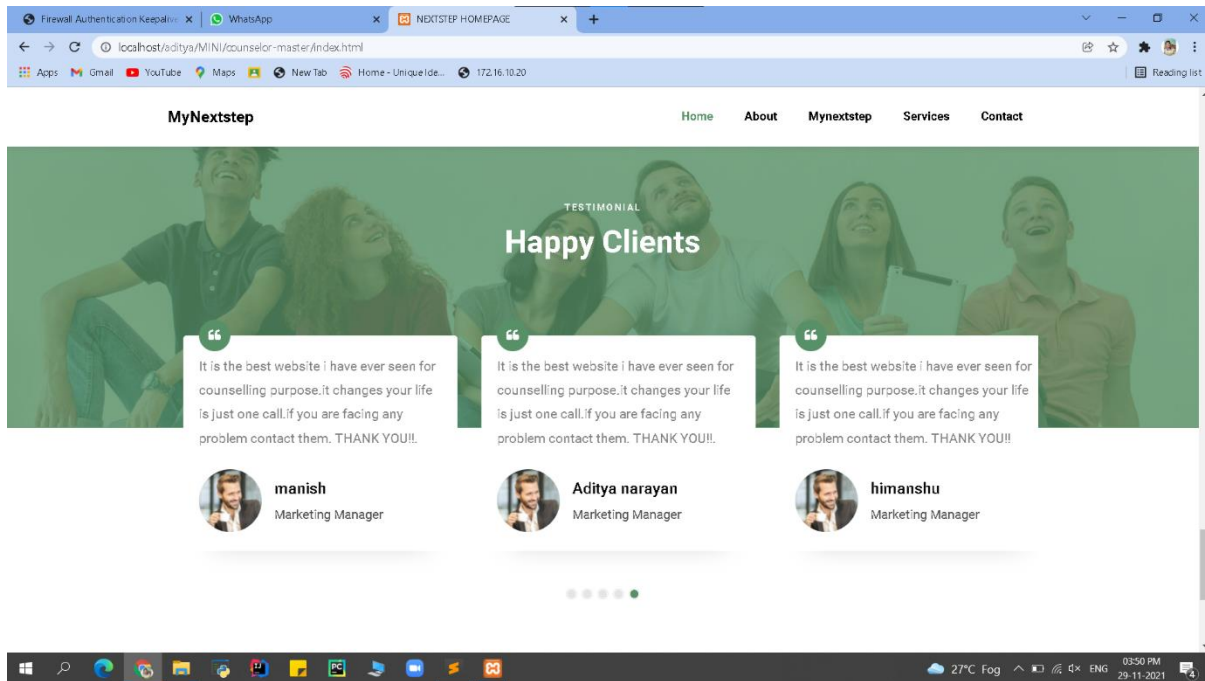 Firewall Authentication Keepaliv
WhatsApp
NEXTSTEP HOMEPAGE
localhost/aditya/MINI/counselor-master/index.html
Apps
Gmail
YouTube
Maps
New Tab
Home - Unique Ide...
172.16.10.20
Reading list
MyNextstep
Home
About
Mynextstep
Services
Contact
TESTIMONIAL
Happy Clients
It is the best website i have ever seen for
counselling purpose.it changes your life
is just one call.if you are facing any
problem contact them. THANK YOU!!.
manish
Marketing Manager
It is the best website i have ever seen for
counselling purpose.it changes your life
is just one call.if you are facing any
problem contact them. THANK YOU!!.
Aditya narayan
Marketing Manager
It is the best website i have ever seen for
counselling purpose.it changes your life
is just one call.if you are facing any
problem contact them. THANK YOU!!
himanshu
Marketing Manager
27°C Fog
ENG
03:50 PM
29-11-2021
4